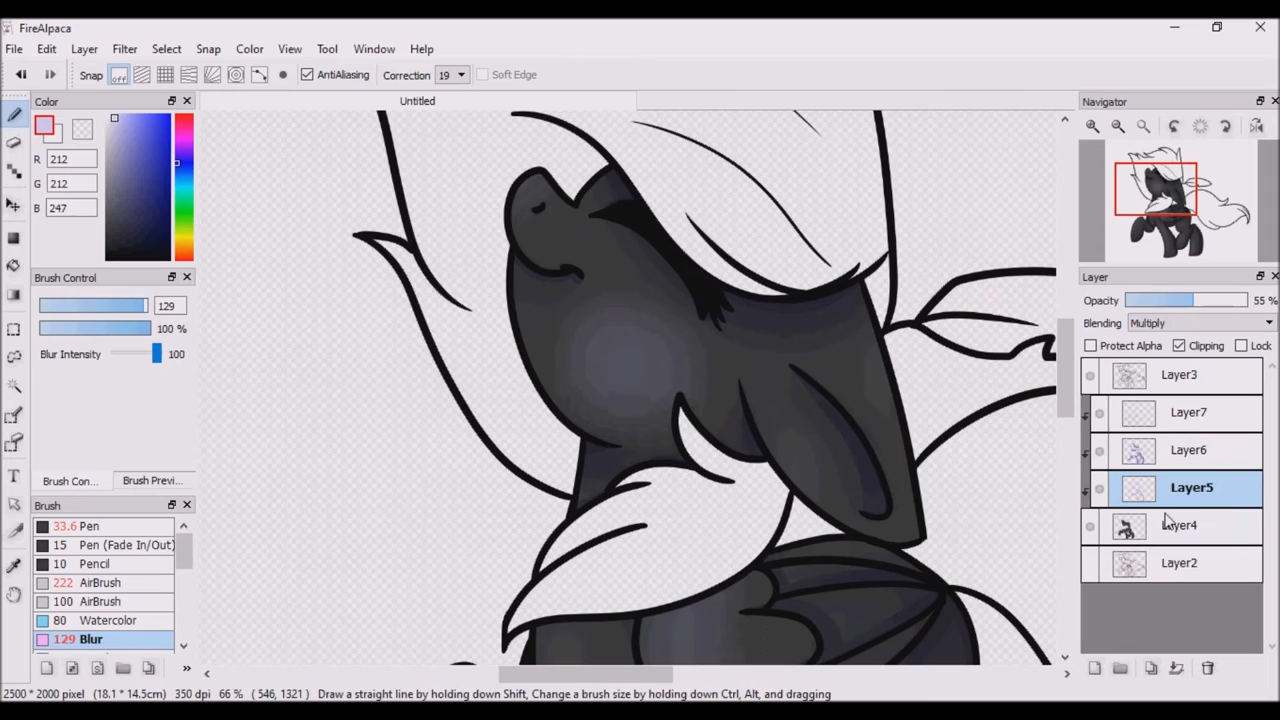 FireAlpaca
File Edit Layer Filter Select Snap Color View Tool Window Help
Snap off AntiAliasing Correction 19 Soft Edge
Color
Untitled
Navigator
R 212
G 212
B 247
Brush Control
129
100 %
Blur Intensity 100
Brush Con... Brush Previ...
Brush
33.6 Pen
15 Pen (Fade In/Out)
10 Pencil
222 AirBrush
100 AirBrush
80 Watercolor
129 Blur
Layer
Opacity 55 %
Blending Multiply
Protect Alpha Clipping Lock
Layer3
Layer7
Layer6
Layer5
Layer4
Layer2
2500 * 2000 pixel (18.1 * 14.5cm) 350 dpi 66 % ( 546, 1321 ) Draw a straight line by holding down Shift, Change a brush size by holding down Ctrl, Alt, and dragging